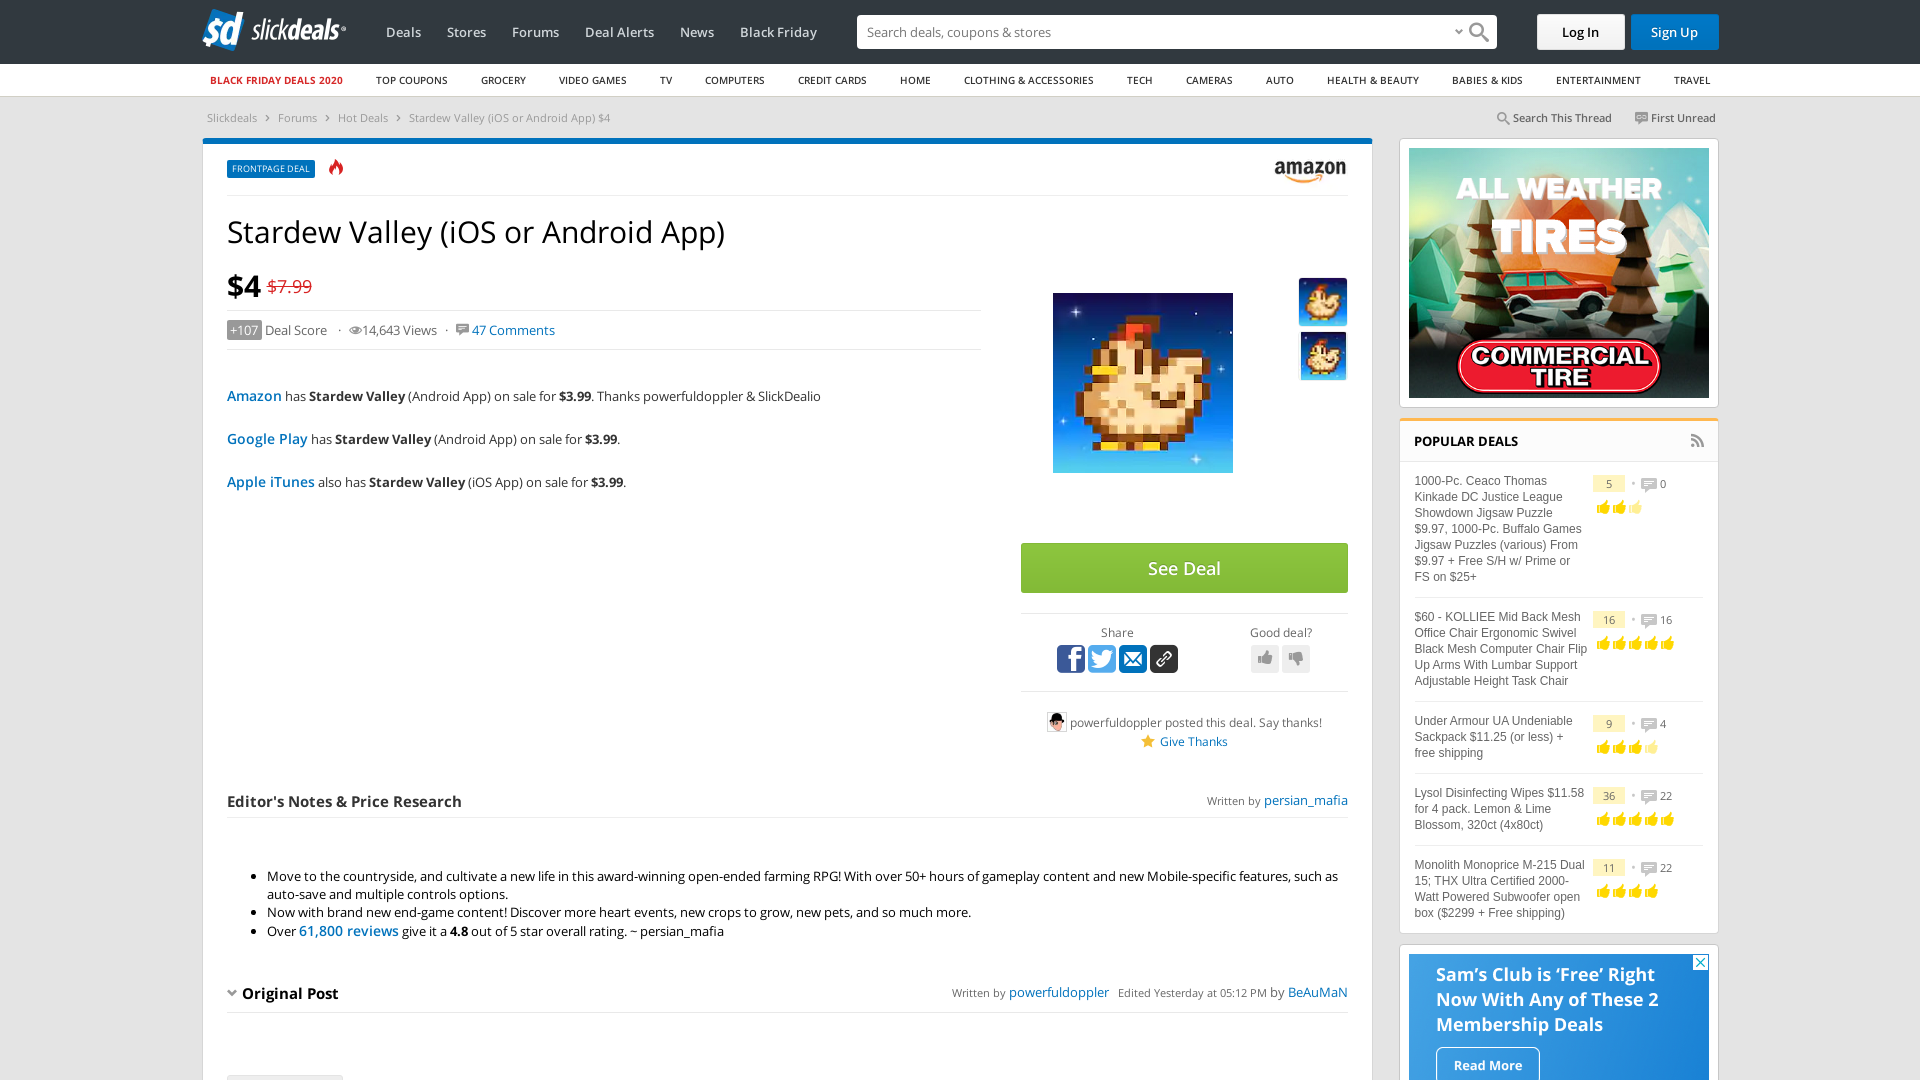 sd slickdeals
Deals Stores Forums Deal Alerts News Black Friday
Search deals, coupons & stores
Log In
Sign Up
BLACK FRIDAY DEALS 2020 TOP COUPONS GROCERY VIDEO GAMES TV COMPUTERS CREDIT CARDS HOME CLOTHING & ACCESSORIES TECH CAMERAS AUTO HEALTH & BEAUTY BABIES & KIDS ENTERTAINMENT TRAVEL
Slickdeals > Forums > Hot Deals > Stardew Valley (iOS or Android App) $4
Search This Thread
First Unread
FRONTPAGE DEAL
amazon
Stardew Valley (iOS or Android App)
$4 $7.99
+107 Deal Score · 14,643 Views · 47 Comments
Amazon has Stardew Valley (Android App) on sale for $3.99. Thanks powerfuldoppler & SlickDealio
Google Play has Stardew Valley (Android App) on sale for $3.99.
Apple iTunes also has Stardew Valley (iOS App) on sale for $3.99.
See Deal
Share
Good deal?
powerfuldoppler posted this deal. Say thanks!
Give Thanks
Editor's Notes & Price Research
Written by persian_mafia
• Move to the countryside, and cultivate a new life in this award-winning open-ended farming RPG! With over 50+ hours of gameplay content and new Mobile-specific features, such as
auto-save and multiple controls options.
• Now with brand new end-game content! Discover more heart events, new crops to grow, new pets, and so much more.
• Over 61,800 reviews give it a 4.8 out of 5 star overall rating. ~ persian_mafia
Original Post
Written by powerfuldoppler Edited Yesterday at 05:12 PM by BeAuMaN
ALL WEATHER
TIRES
COMMERCIAL
TIRE
POPULAR DEALS
1000-Pc. Ceaco Thomas
Kinkade DC Justice League
Showdown Jigsaw Puzzle
$9.97, 1000-Pc. Buffalo Games
Jigsaw Puzzles (various) From
$9.97 + Free S/H w/ Prime or
FS on $25+
5 • 0
$60 - KOLLIEE Mid Back Mesh
Office Chair Ergonomic Swivel
Black Mesh Computer Chair Flip
Up Arms With Lumbar Support
Adjustable Height Task Chair
16 • 16
Under Armour UA Undeniable
Sackpack $11.25 (or less) +
free shipping
9 • 4
Lysol Disinfecting Wipes $11.58
for 4 pack. Lemon & Lime
Blossom, 320ct (4x80ct)
36 • 22
Monolith Monoprice M-215 Dual
15; THX Ultra Certified 2000-
Watt Powered Subwoofer open
box ($2299 + Free shipping)
11 • 22
Sam's Club is ‘Free’ Right
Now With Any of These 2
Membership Deals
Read More